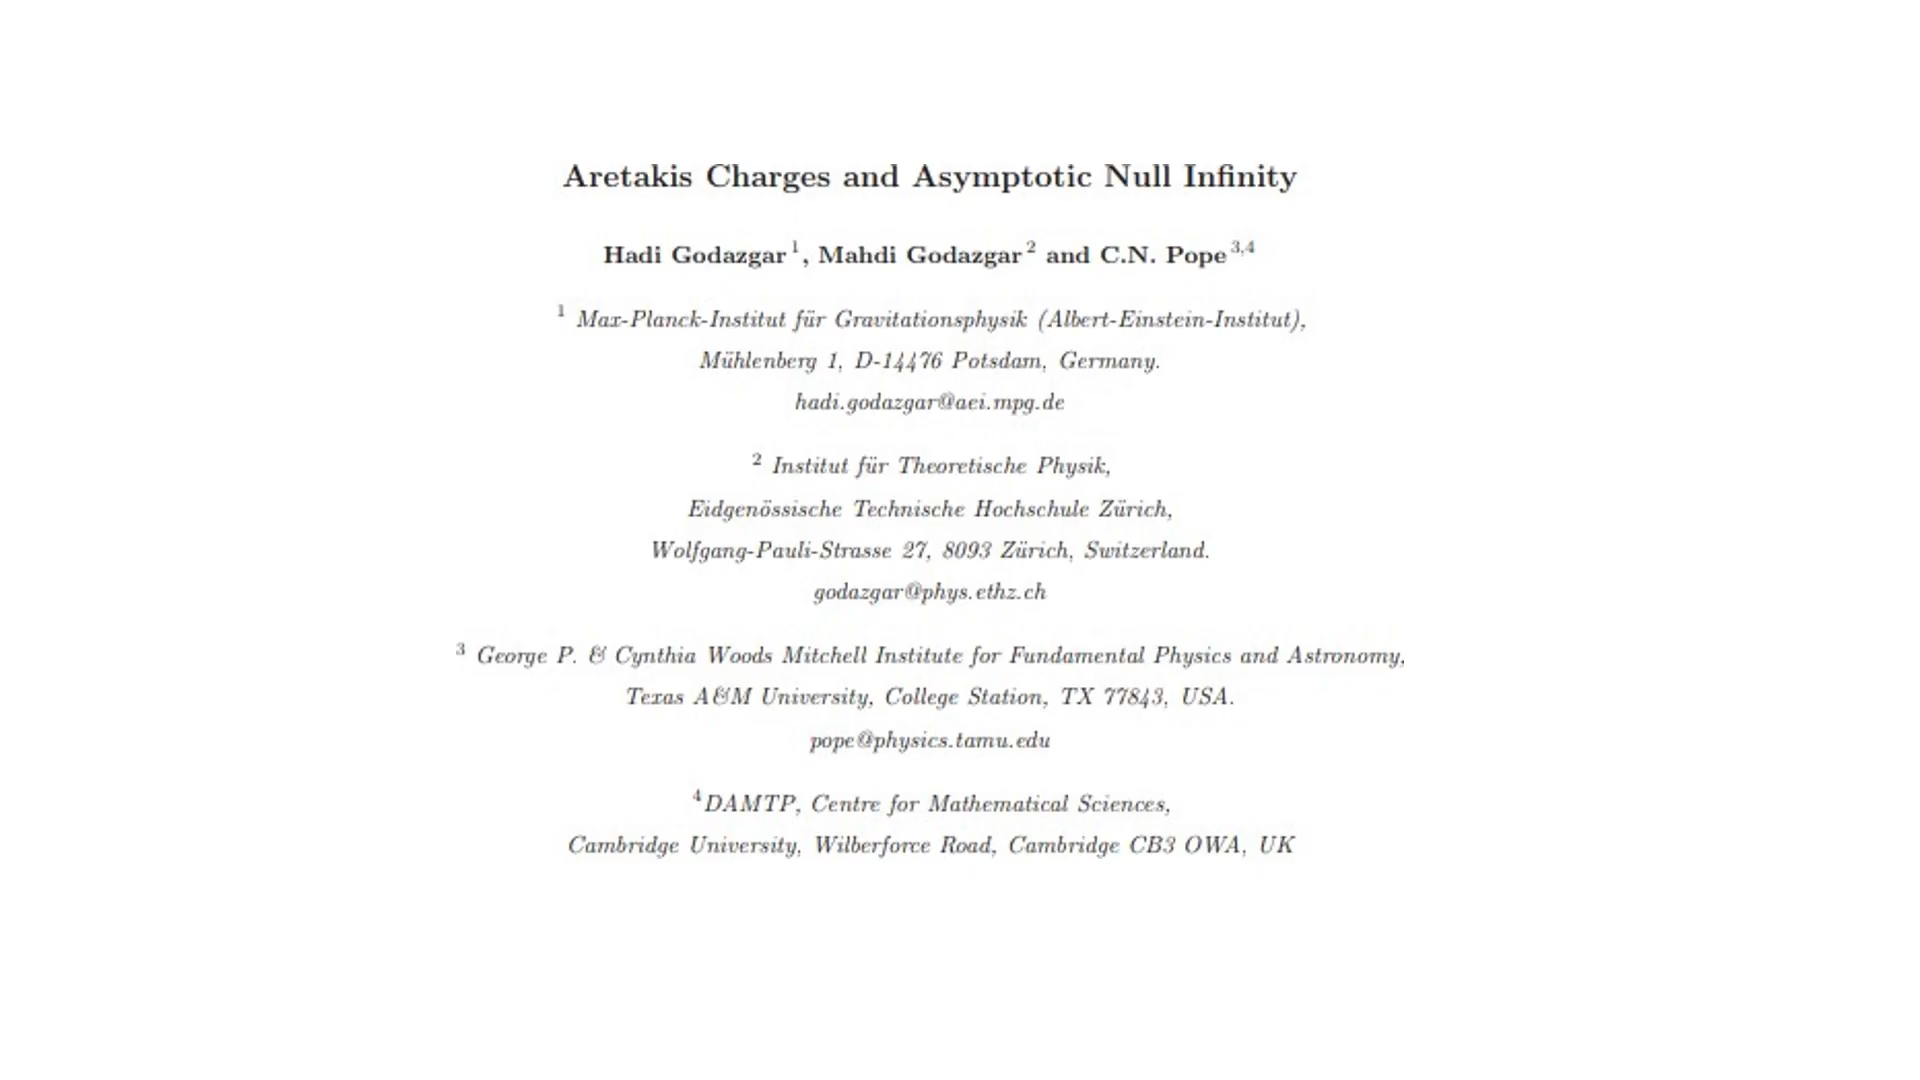 Aretakis Charges and Asymptotic Null Infinity
Hadi Godazgar 1, Mahdi Godazgar 2 and C.N. Pope 3,4
1 Max-Planck-Institut für Gravitationsphysik (Albert-Einstein-Institut),
Mühlenberg 1, D-14476 Potsdam, Germany.
hadi.godazgar@aei.mpg.de
2 Institut für Theoretische Physik,
Eidgenössische Technische Hochschule Zürich,
Wolfgang-Pauli-Strasse 27, 8093 Zürich, Switzerland.
godazgar@phys.ethz.ch
3 George P. & Cynthia Woods Mitchell Institute for Fundamental Physics and Astronomy,
Texas A&M University, College Station, TX 77843, USA.
pope@physics.tamu.edu
4 DAMTP, Centre for Mathematical Sciences,
Cambridge University, Wilberforce Road, Cambridge CB3 OWA, UK